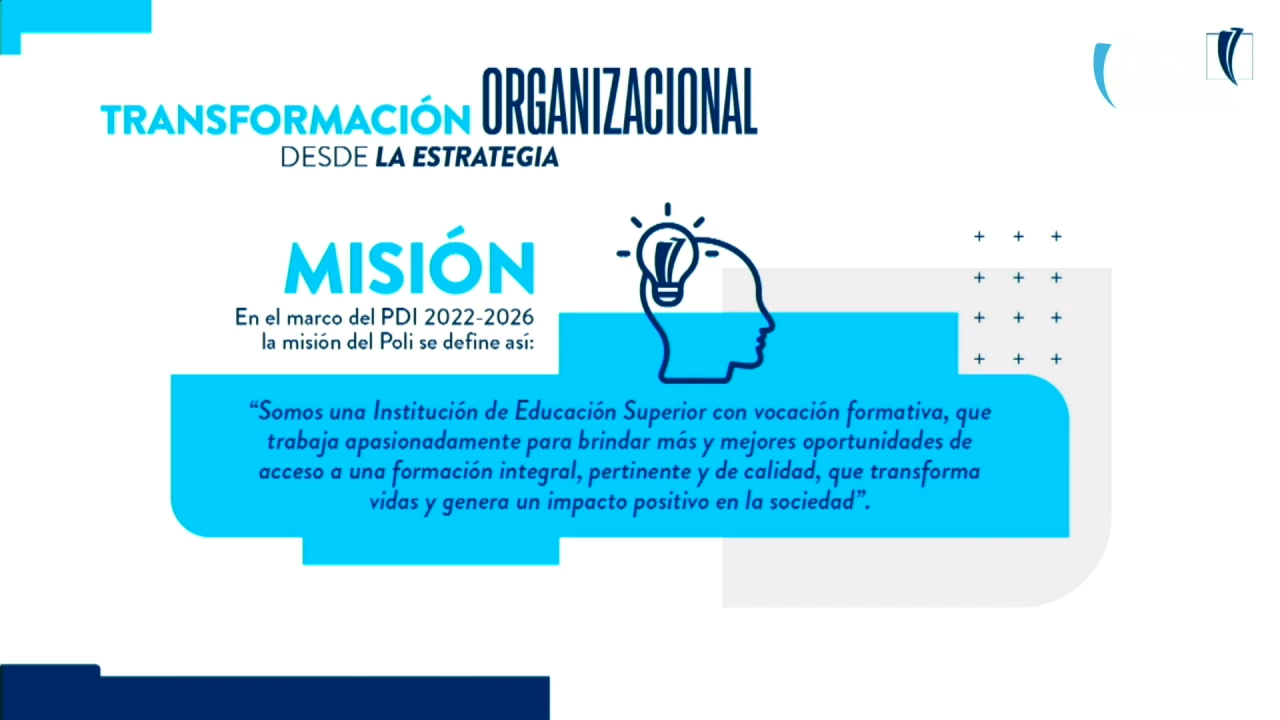 TRANSFORMACIÓN ORGANIZACIONAL
DESDE LA ESTRATEGIA
MISIÓN
En el marco del PDI 2022-2026
la misión del Poli se define así:
“Somos una Institución de Educación Superior con vocación formativa, que
trabaja apasionadamente para brindar más y mejores oportunidades de
acceso a una formación integral, pertinente y de calidad, que transforma
vidas y genera un impacto positivo en la sociedad”.